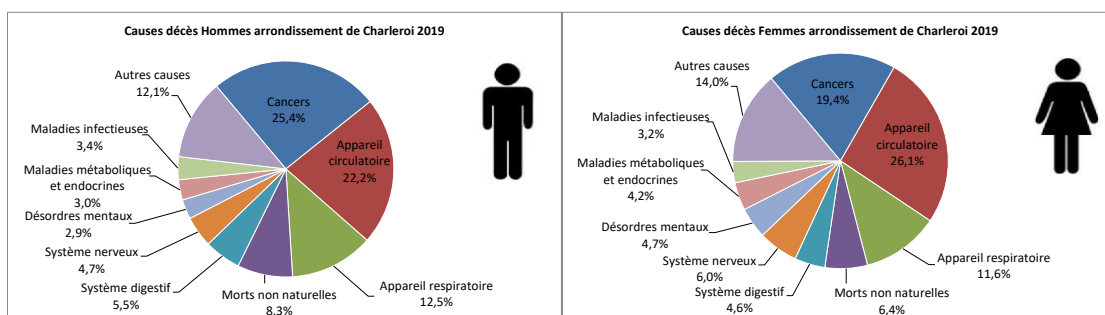 Causes décès Hommes arrondissement de Charleroi 2019
Autres causes
12,1%
Cancers
25,4%
Maladies infectieuses
3,4%
Appareil
circulatoire
22,2%
Maladies métaboliques
et endocrines
3,0%
Désordres mentaux
2,9%
Système nerveux
4,7%
Système digestif
5,5%
Morts non naturelles
8,3%
Appareil respiratoire
12,5%
Causes décès Femmes arrondissement de Charleroi 2019
Autres causes
14,0%
Cancers
19,4%
Maladies infectieuses
3,2%
Appareil
circulatoire
26,1%
Maladies métaboliques
et endocrines
4,2%
Désordres mentaux
4,7%
Système nerveux
6,0%
Système digestif
4,6%
Morts non naturelles
6,4%
Appareil respiratoire
11,6%